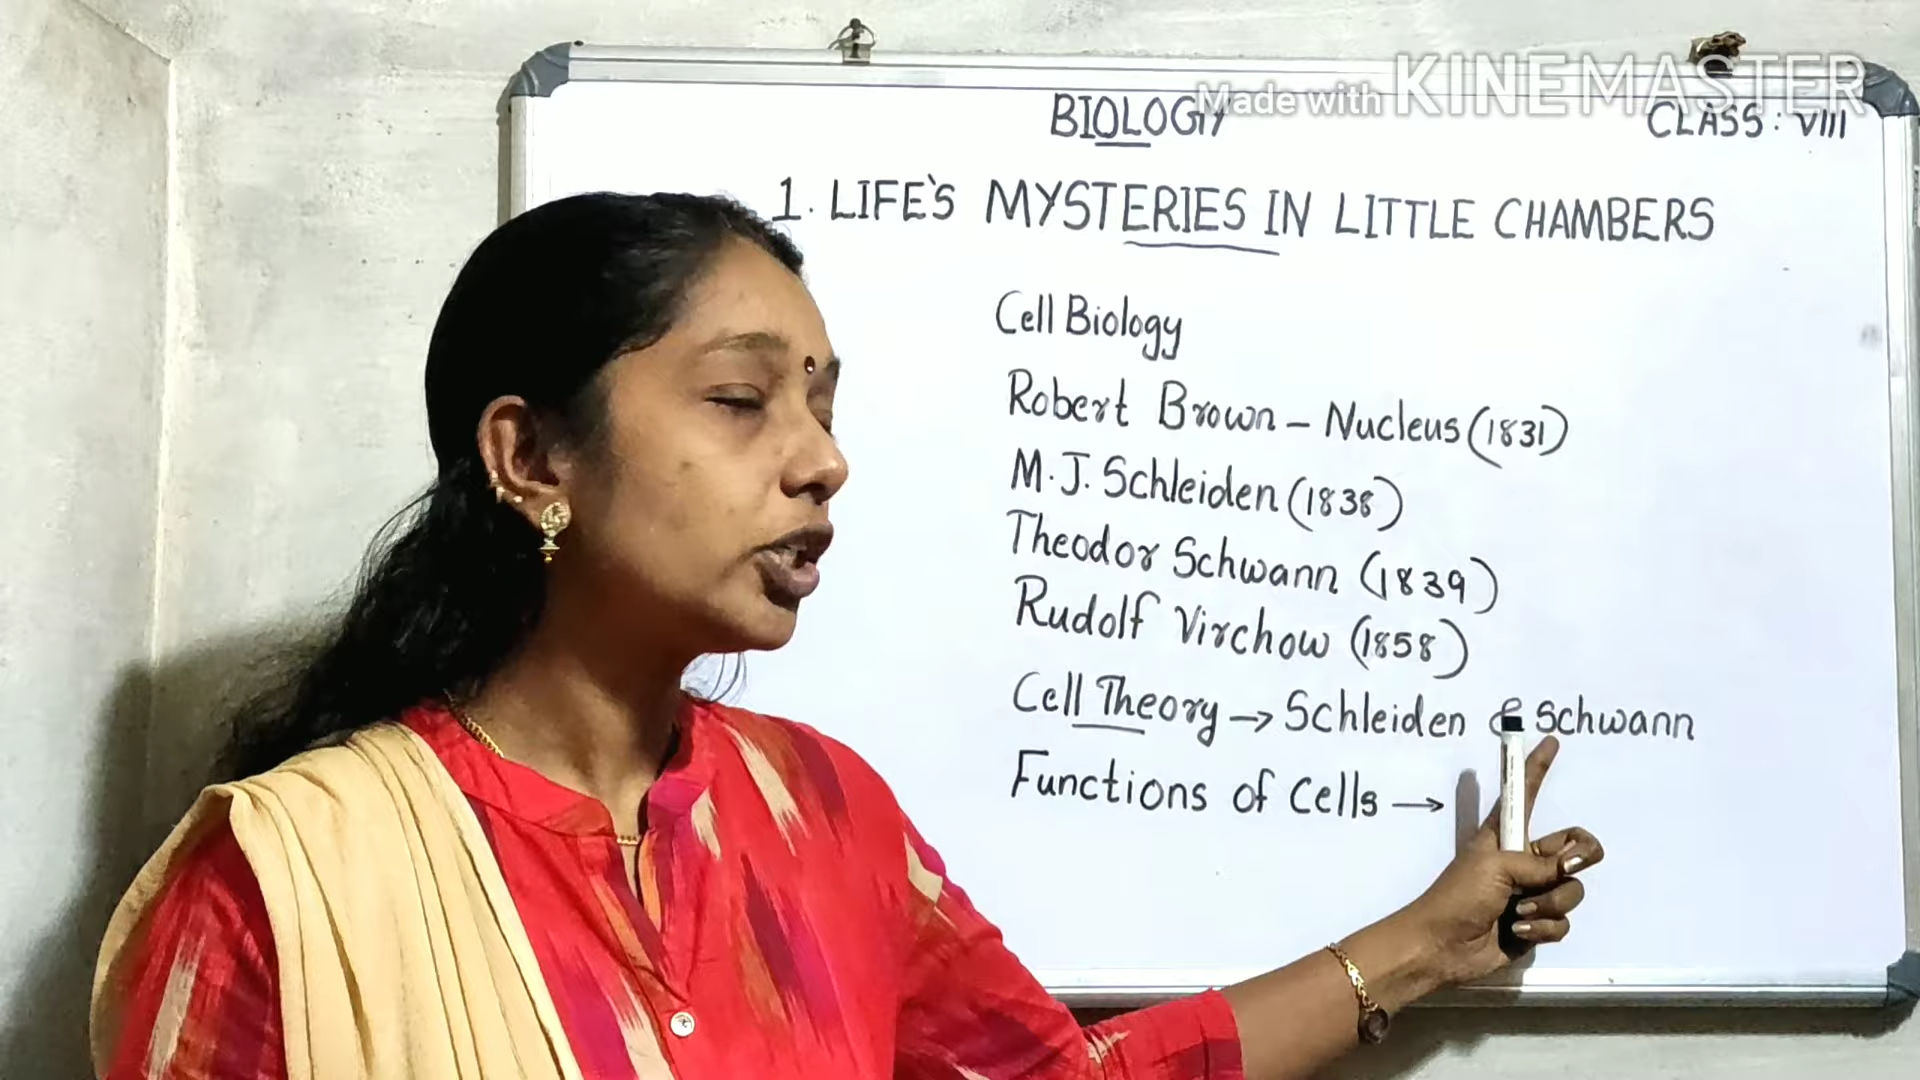 Made with KINEMASTER
BIOLOGY
CLASS: VIII
1. LIFE'S MYSTERIES IN LITTLE CHAMBERS
Cell Biology
Robert Brown – Nucleus (1831)
M.J. Schleiden (1838)
Theodor Schwann (1839)
Rudolf Virchow (1858)
Cell Theory → Schleiden & Schwann
Functions of Cells →